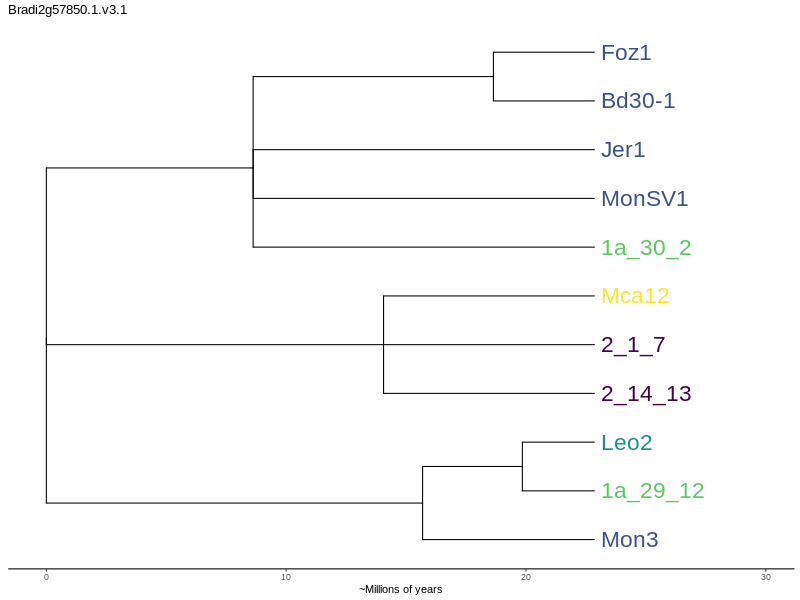 Bradi2g57850.1.v3.1
Foz1
Bd30-1
Jer1
MonSV1
1a_30_2
Mca12
2_1_7
2_14_13
Leo2
1a_29_12
Mon3
0 10 20 30
~Millions of years